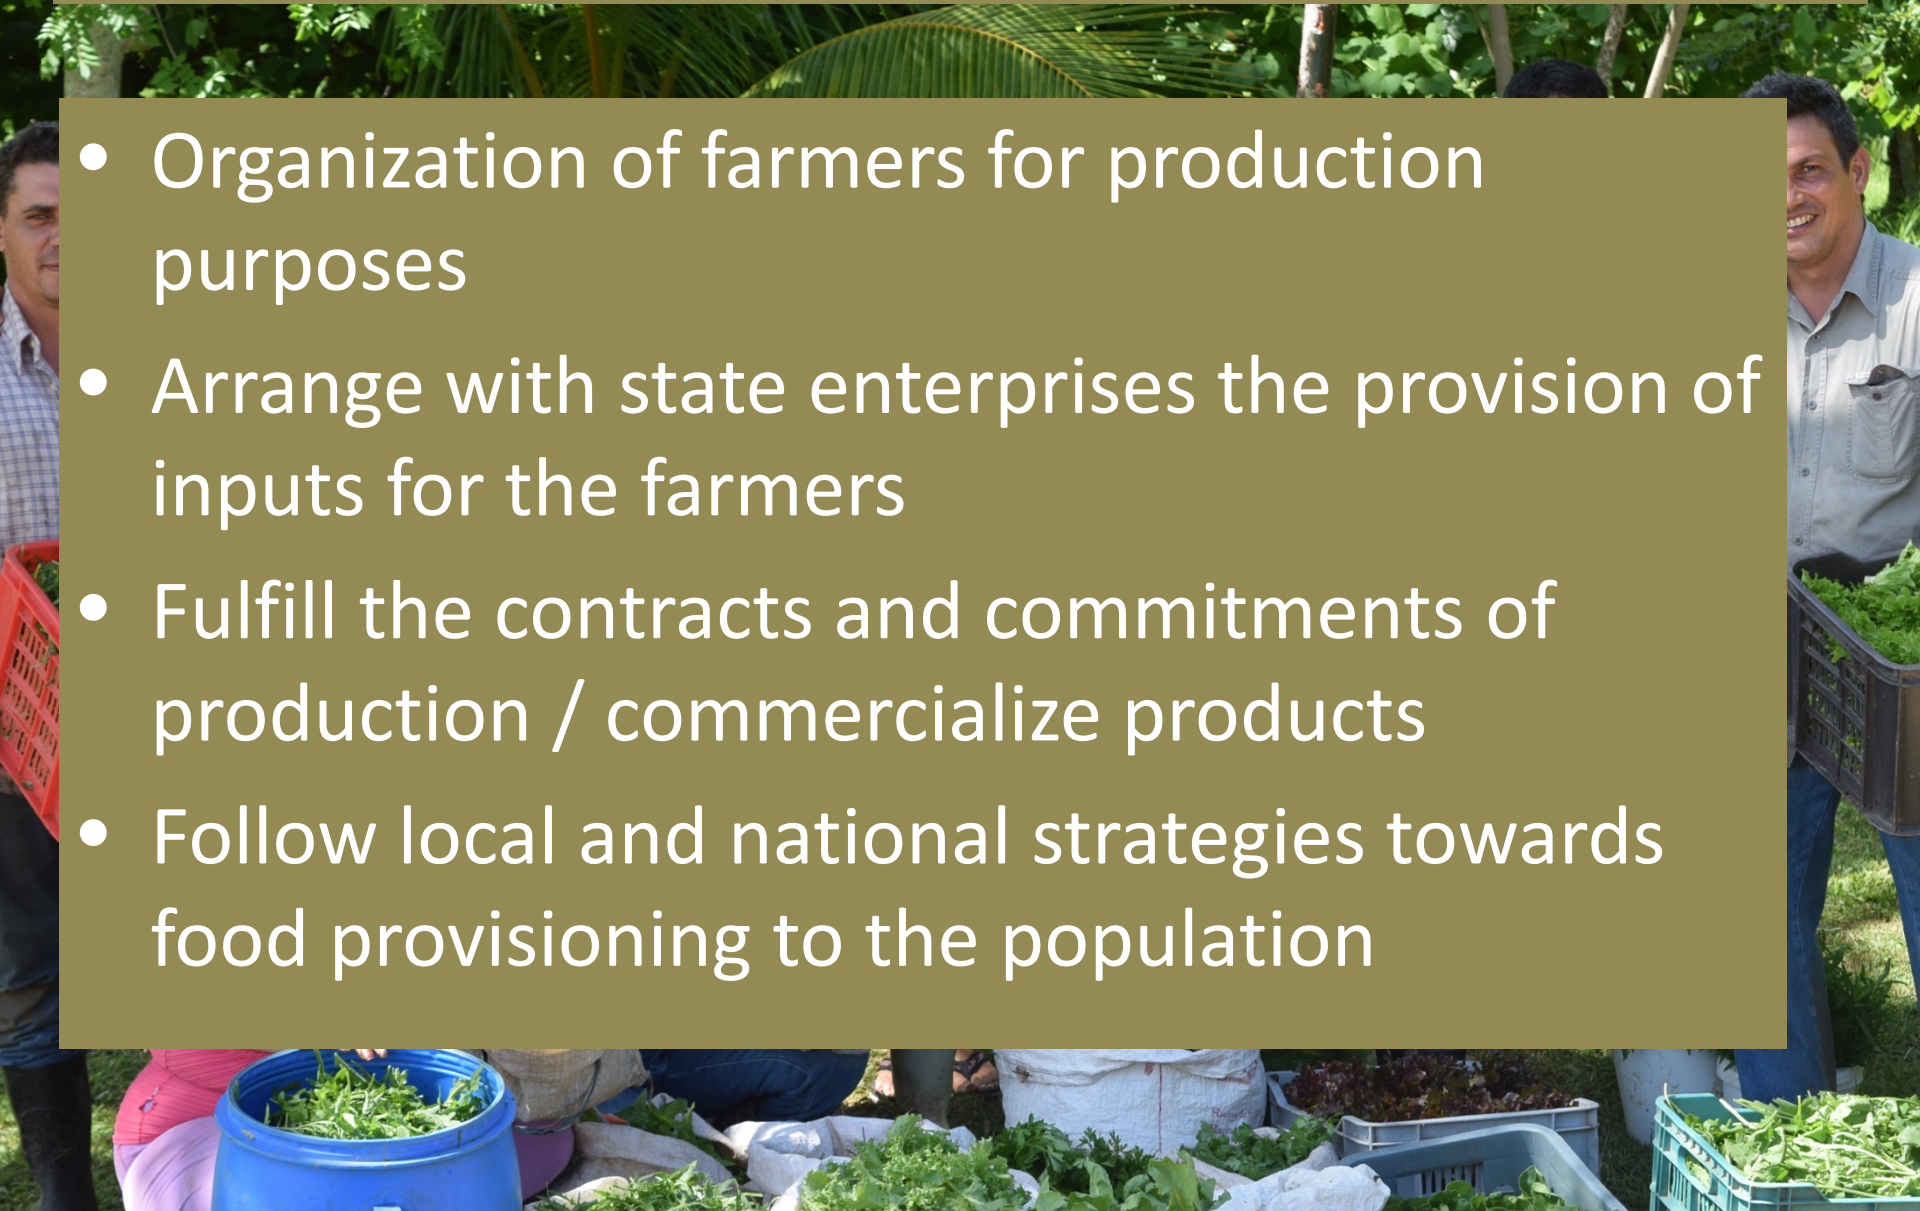 • Organization of farmers for production
purposes
• Arrange with state enterprises the provision of
inputs for the farmers
• Fulfill the contracts and commitments of
production / commercialize products
• Follow local and national strategies towards
food provisioning to the population